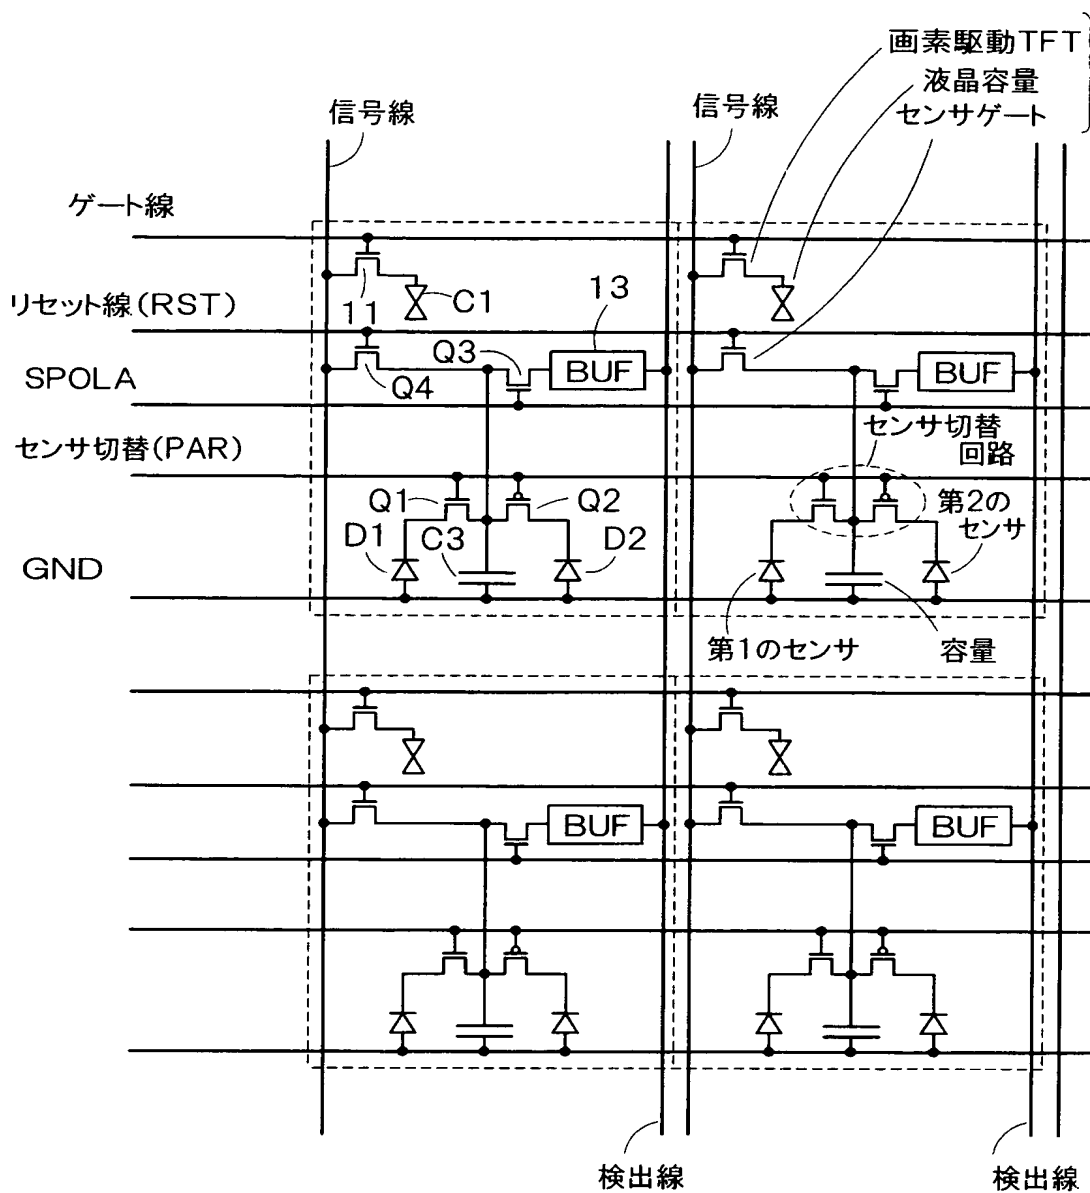 画素駆動TFT
液晶容量
センサゲート
信号線
信号線
ゲート線
リセット線(RST)
11
C1
13
Q3
SPOLA
Q4
BUF
BUF
センサ切替(PAR)
センサ切替
回路
Q1
Q2
第2の
センサ
D1
C3
D2
GND
第1のセンサ
容量
BUF
BUF
検出線
検出線